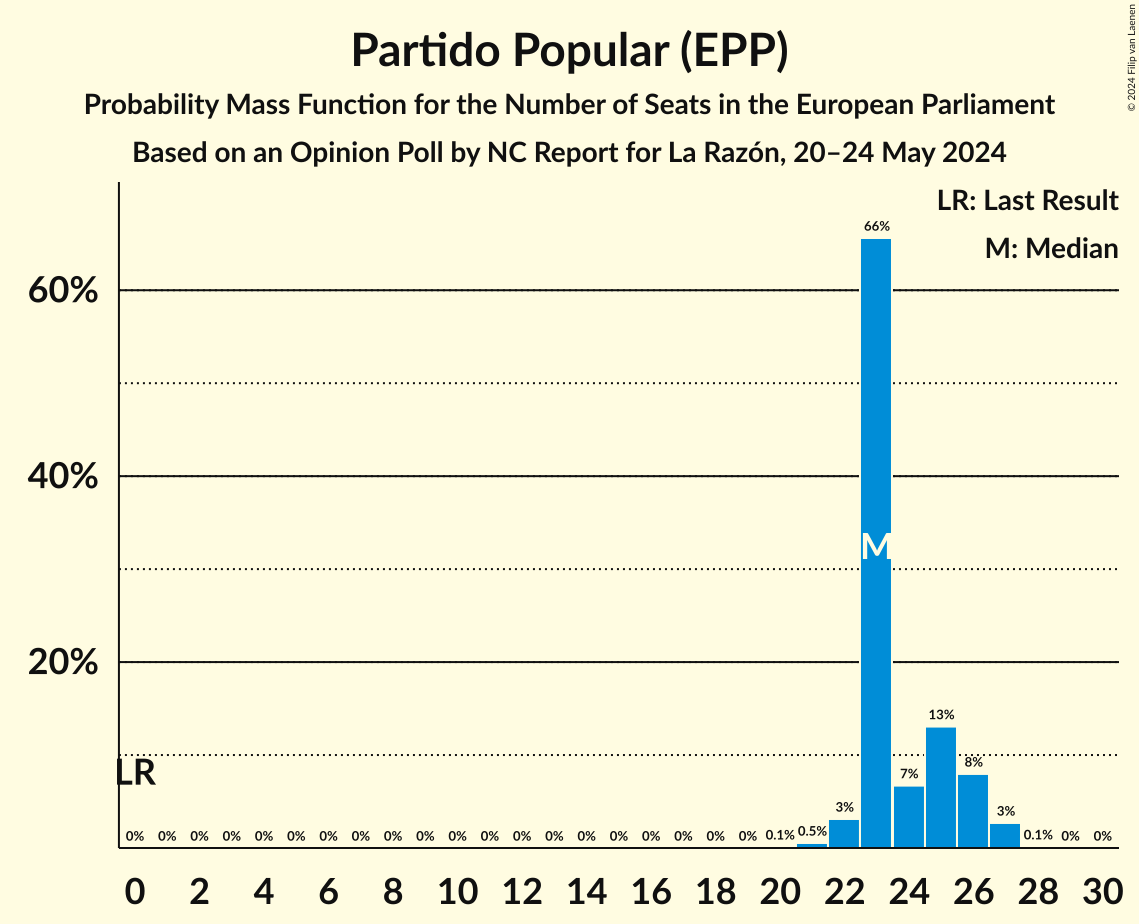 Partido Popular (EPP)
Probability Mass Function for the Number of Seats in the European Parliament
Based on an Opinion Poll by NC Report for La Razón, 20–24 May 2024
© 2024 Filip van Laenen
LR: Last Result
M: Median
66%
60%
40%
M
20%
13%
8%
7%
LR
3%
3%
0% 0% 0% 0% 0% 0% 0% 0% 0% 0% 0% 0% 0% 0% 0% 0% 0% 0% 0% 0% 0.1% 0.5% 0.1% 0% 0%
0 2 4 6 8 10 12 14 16 18 20 22 24 26 28 30